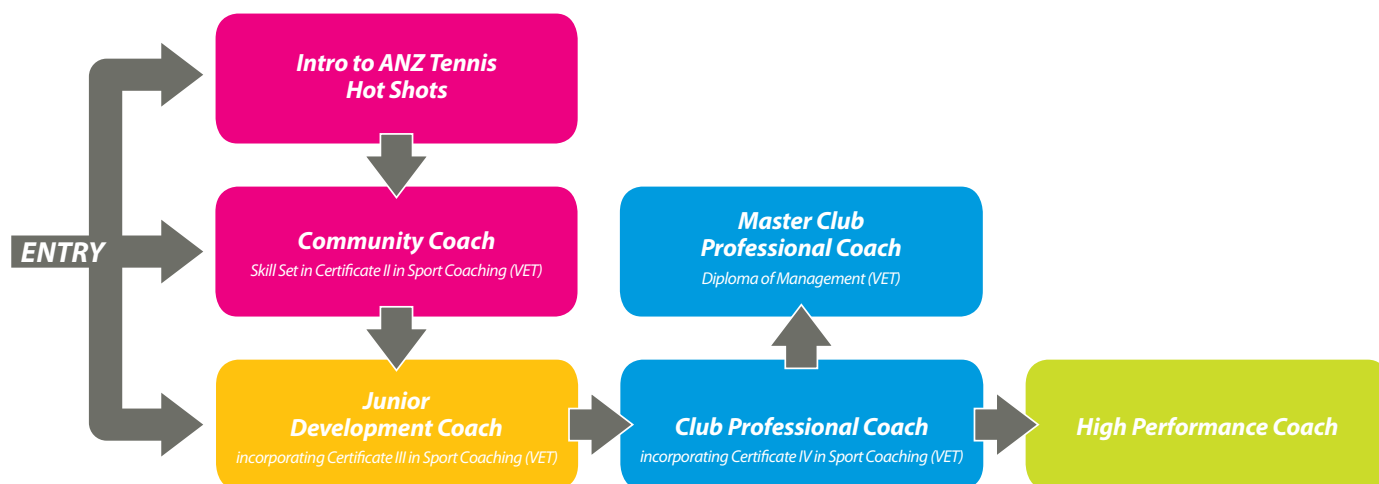 Intro to ANZ Tennis
Hot Shots
ENTRY
Community Coach
Skill Set in Certificate II in Sport Coaching (VET)
Master Club
Professional Coach
Diploma of Management (VET)
Junior
Development Coach
incorporating Certificate III in Sport Coaching (VET)
Club Professional Coach
incorporating Certificate IV in Sport Coaching (VET)
High Performance Coach